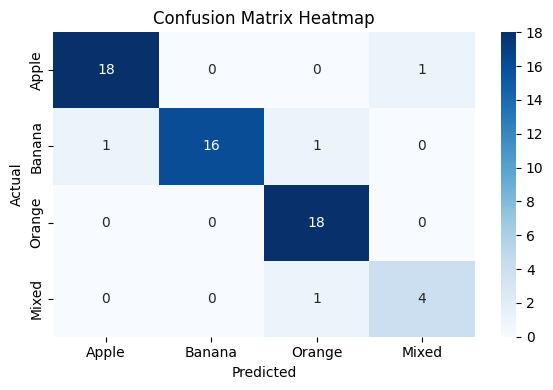 Confusion Matrix Heatmap
Actual
Apple 18 0 0 1
Banana 1 16 1 0
Orange 0 0 18 0
Mixed 0 0 1 4
Apple Banana Orange Mixed
Predicted
18
16
14
12
10
8
6
4
2
0